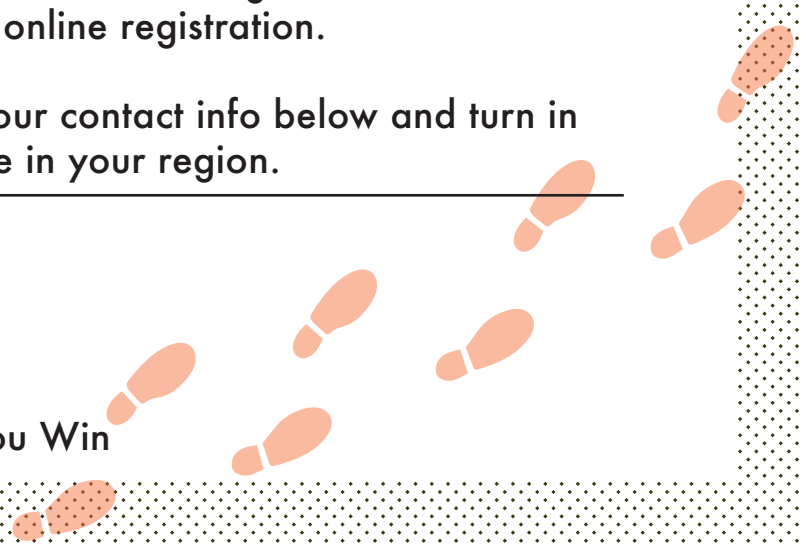 online registration.
our contact info below and turn in
e in your region.
ou Win